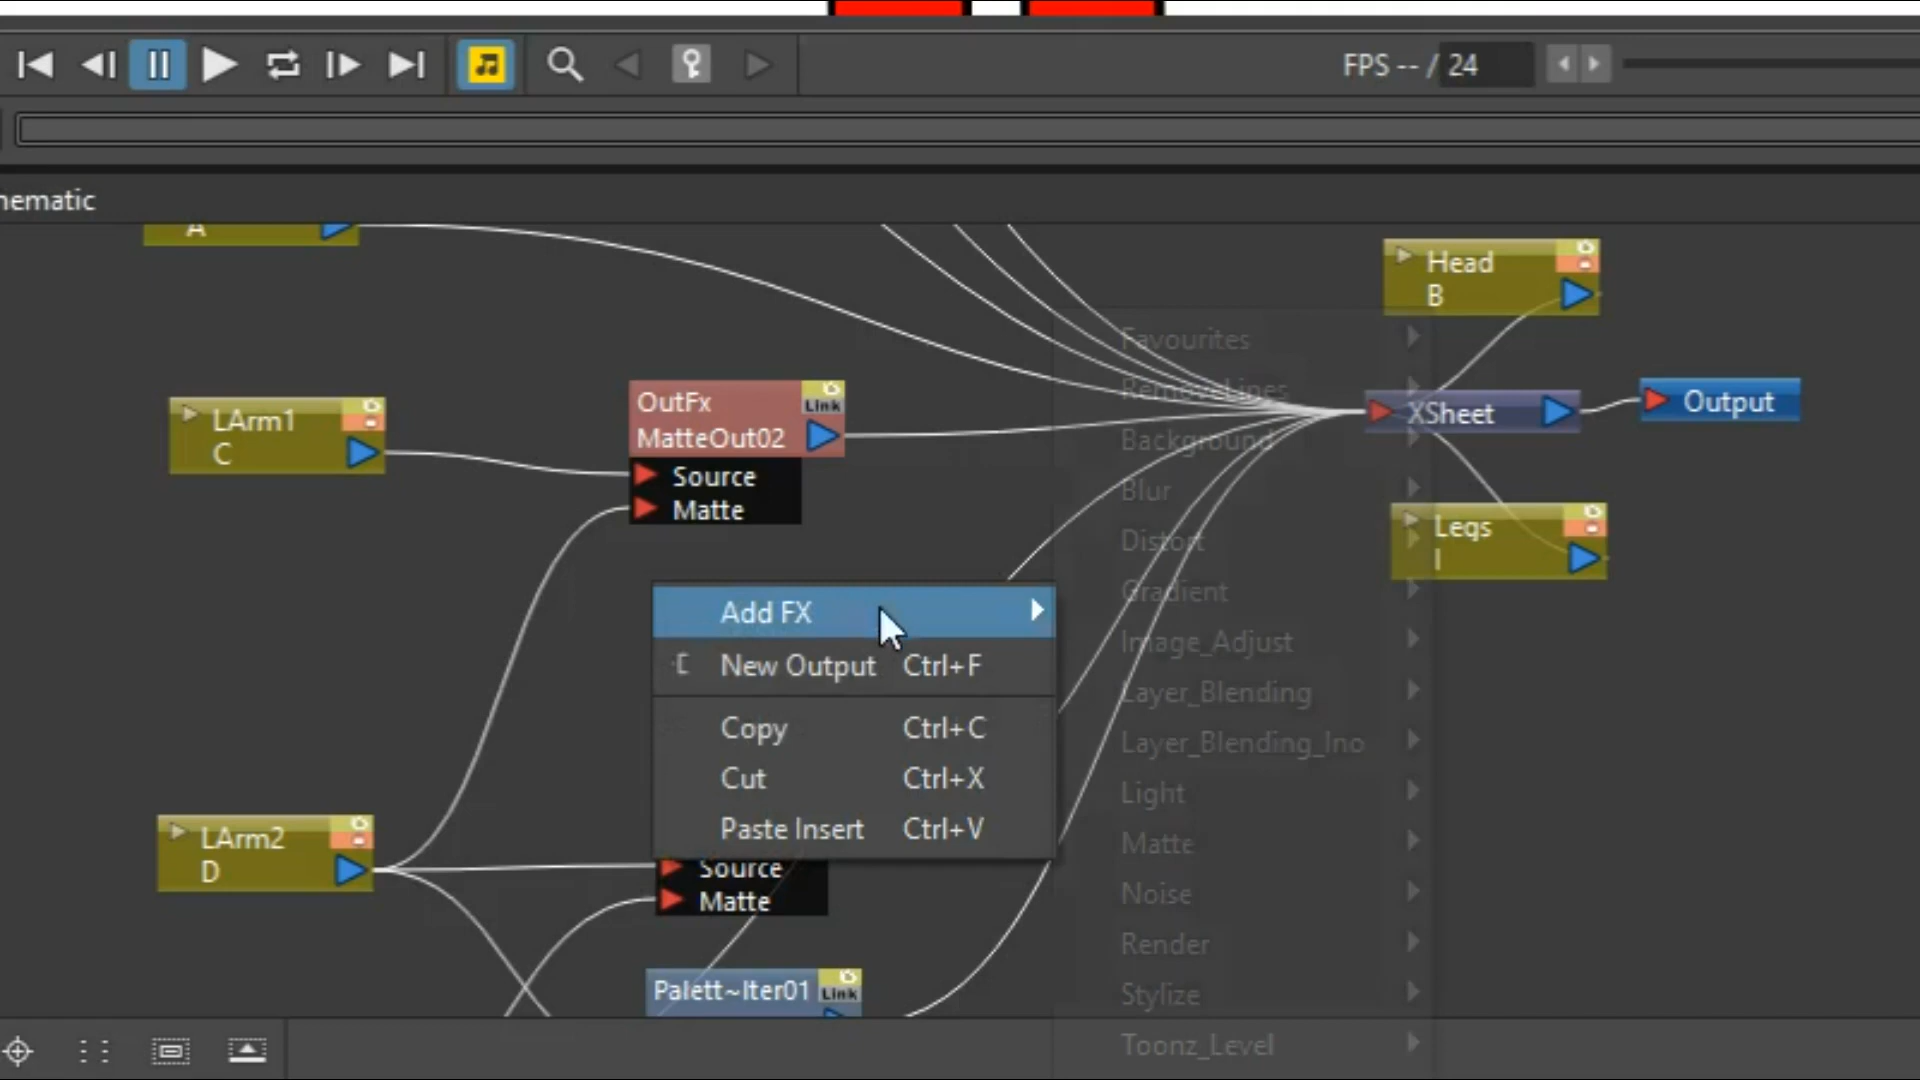 FPS -- / 24
hematic
A
Head
B
Favourites
RemoveLines
OutFx
Link
MatteOut02
Source
Matte
LArm1
C
XSheet
Output
Background
Blur
Legs
I
Distort
Gradient
Add FX
New Output Ctrl+F
Image_Adjust
Layer_Blending
Copy Ctrl+C
Layer_Blending_Ino
Cut Ctrl+X
Light
Paste Insert Ctrl+V
Matte
LArm2
D
Source
Matte
Noise
Render
Palett~lter01
Link
Stylize
Toonz_Level